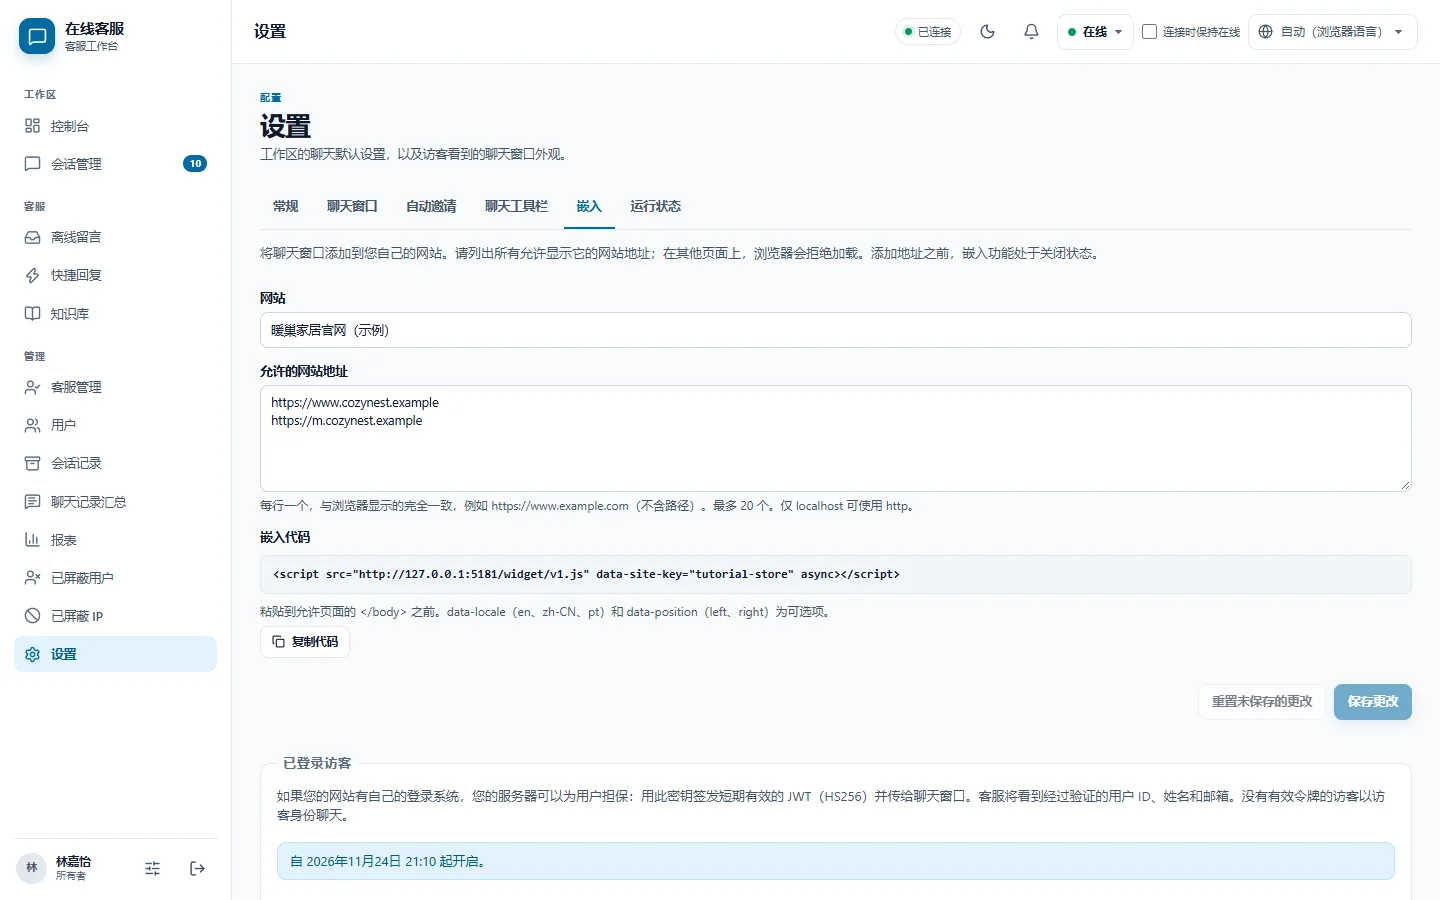 在线客服
客服工作台
工作区
控制台
会话管理
10
客服
离线留言
快捷回复
知识库
管理
客服管理
用户
会话记录
聊天记录汇总
报表
已屏蔽用户
已屏蔽 IP
设置
林
林嘉怡
所有者
设置
已连接
在线
连接时保持在线
自动（浏览器语言）
配置
设置
工作区的聊天默认设置，以及访客看到的聊天窗口外观。
常规
聊天窗口
自动邀请
聊天工具栏
嵌入
运行状态
将聊天窗口添加到您自己的网站。请列出所有允许显示它的网站地址；在其他页面上，浏览器会拒绝加载。添加地址之前，嵌入功能处于关闭状态。
网站
暖巢家居官网（示例）
允许的网站地址
https://www.cozynest.example
https://m.cozynest.example
每行一个，与浏览器显示的完全一致，例如 https://www.example.com（不含路径）。最多 20 个。仅 localhost 可使用 http。
嵌入代码
<script src="http://127.0.0.1:5181/widget/v1.js" data-site-key="tutorial-store" async></script>
粘贴到允许页面的 </body> 之前。data-locale（en、zh-CN、pt）和 data-position（left、right）为可选项。
复制代码
重置未保存的更改
保存更改
已登录访客
如果您的网站有自己的登录系统，您的服务器可以为用户担保：用此密钥签发短期有效的 JWT（HS256）并传给聊天窗口。客服将看到经过验证的用户 ID、姓名和邮箱。没有有效令牌的访客以访
客身份聊天。
自 2026年11月24日 21:10 起开启。